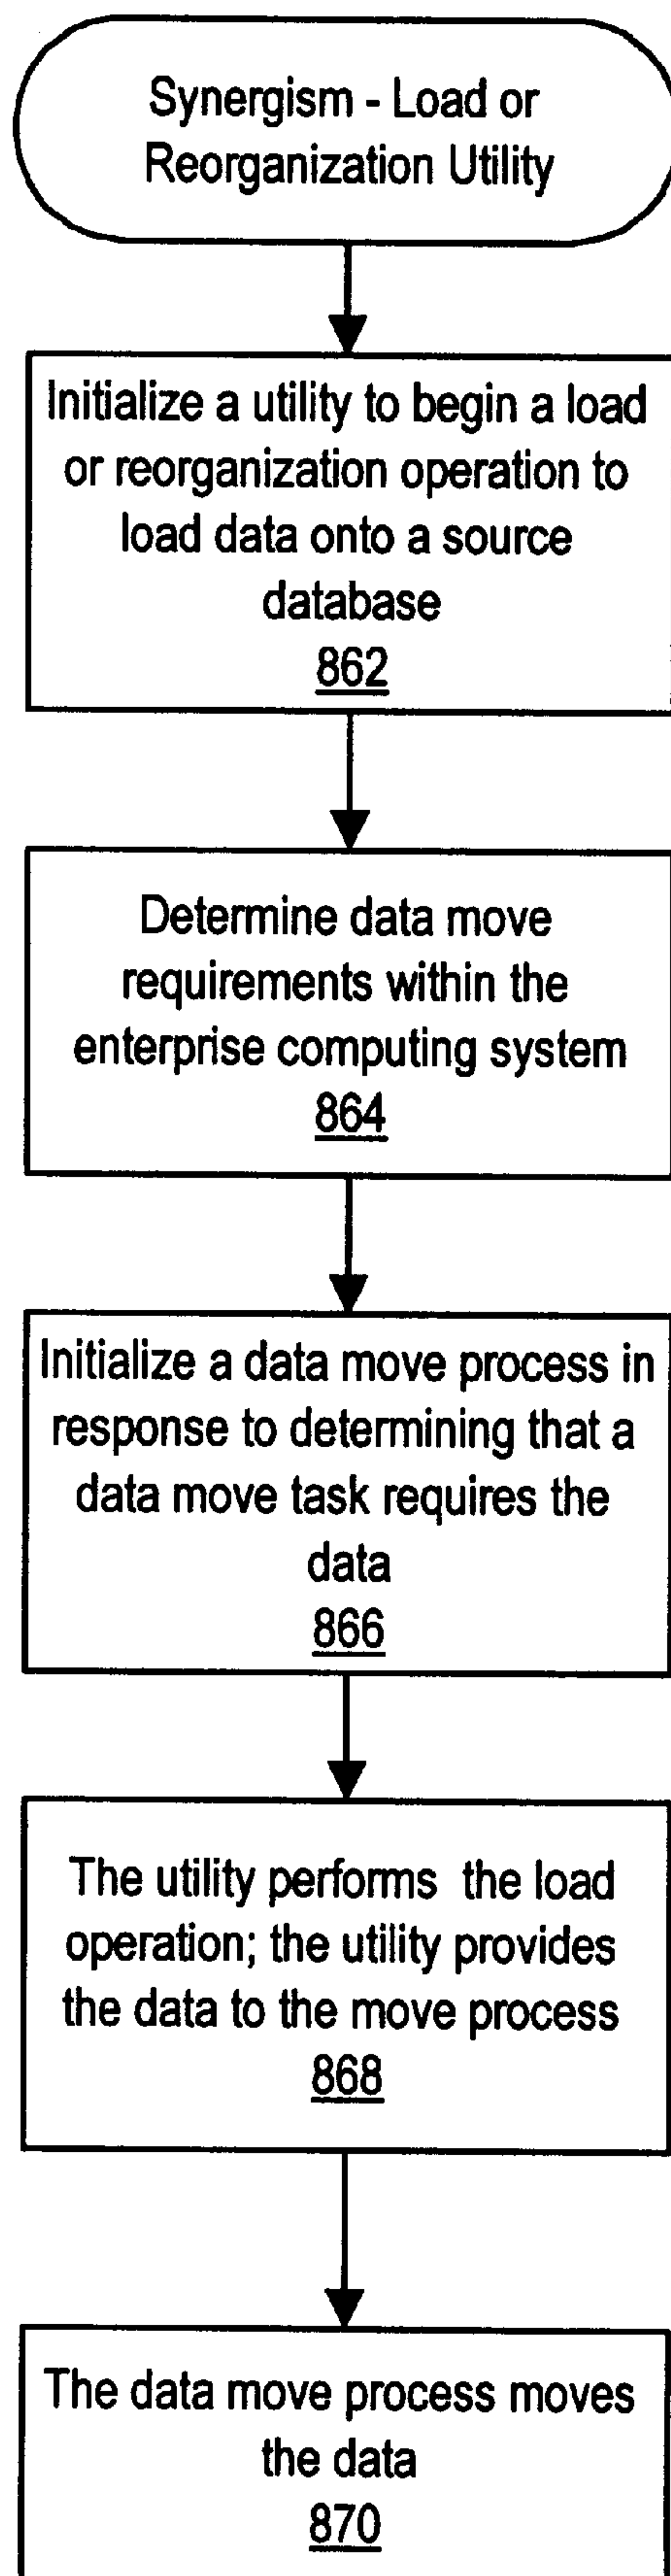 Synergism - Load or
Reorganization Utility
Initialize a utility to begin a load
or reorganization operation to
load data onto a source
database
862
Determine data move
requirements within the
enterprise computing system
864
Initialize a data move process in
response to determining that a
data move task requires the
data
866
The utility performs the load
operation; the utility provides
the data to the move process
868
The data move process moves
the data
870